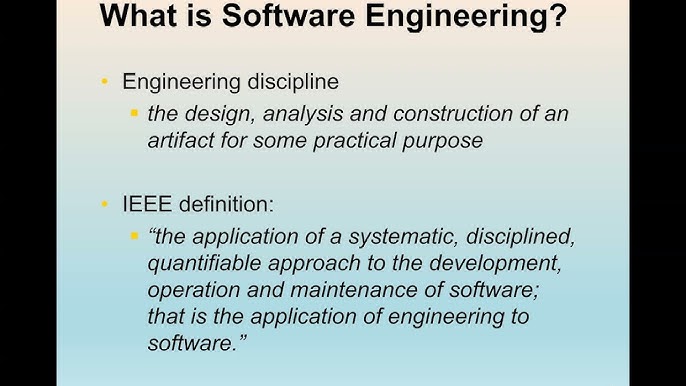 What is Software Engineering?
• Engineering discipline
▪ the design, analysis and construction of an
artifact for some practical purpose
• IEEE definition:
▪ “the application of a systematic, disciplined,
quantifiable approach to the development,
operation and maintenance of software;
that is the application of engineering to
software.”